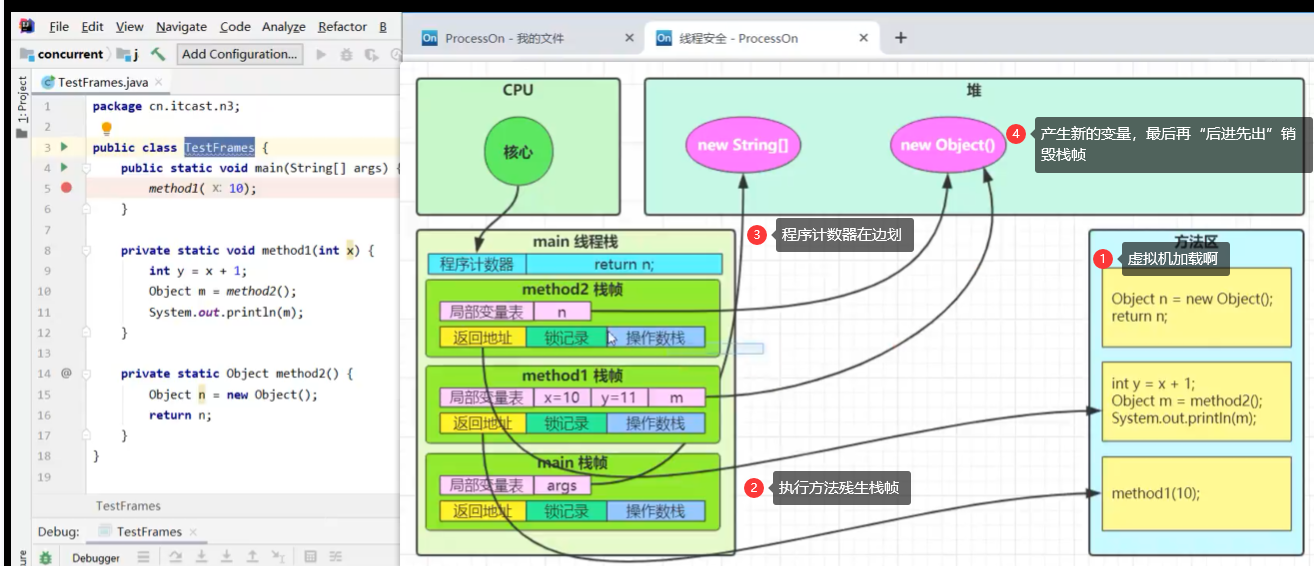 File Edit View Navigate Code Analyze Refactor B
concurrent j Add Configuration...
TestFrames.java
1: Project
1 package cn.itcast.n3;
2
3 public class TestFrames {
4 public static void main(String[] args) {
5 method1( x: 10);
6 }
7
8 private static void method1(int x) {
9 int y = x + 1;
10 Object m = method2();
11 System.out.println(m);
12 }
13
14 @ private static Object method2() {
15 Object n = new Object();
16 return n;
17 }
18 }
19
TestFrames
Debug: TestFrames
Debugger
On ProcessOn - 我的文件
On 线程安全 - ProcessOn
CPU
核心
堆
new String[]
new Object()
4 产生新的变量，最后再“后进先出”销
毁栈帧
3 程序计数器在边划
main 线程栈
程序计数器 return n;
method2 栈帧
局部变量表 n
返回地址 锁记录 操作数栈
method1 栈帧
局部变量表 x=10 y=11 m
返回地址 锁记录 操作数栈
main 栈帧
局部变量表 args
返回地址 锁记录 操作数栈
2 执行方法残生栈帧
方法区
1 虚拟机加载啊
Object n = new Object();
return n;
int y = x + 1;
Object m = method2();
System.out.println(m);
method1(10);